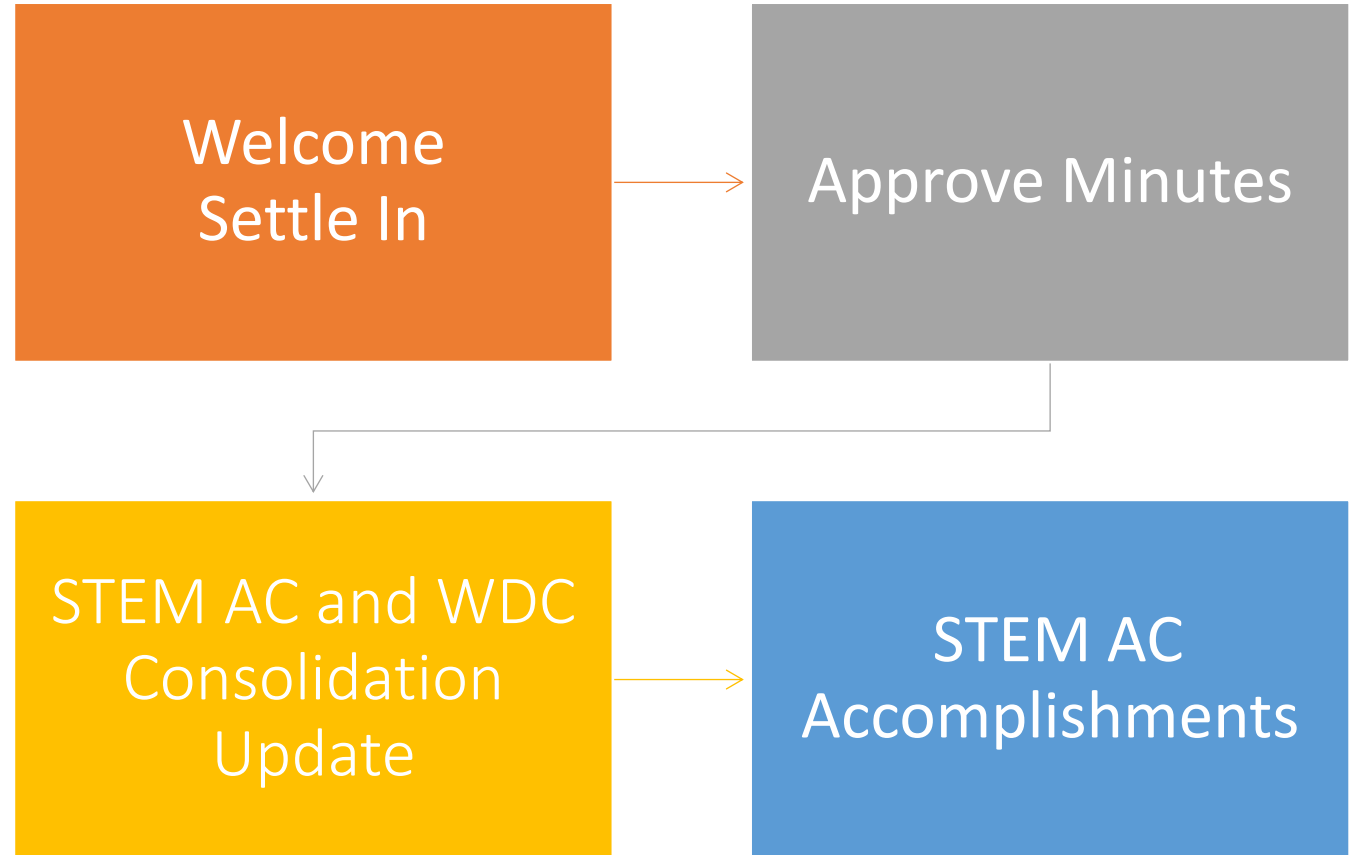 Welcome
Settle In
Approve Minutes
STEM AC and WDC
Consolidation
Update
STEM AC
Accomplishments